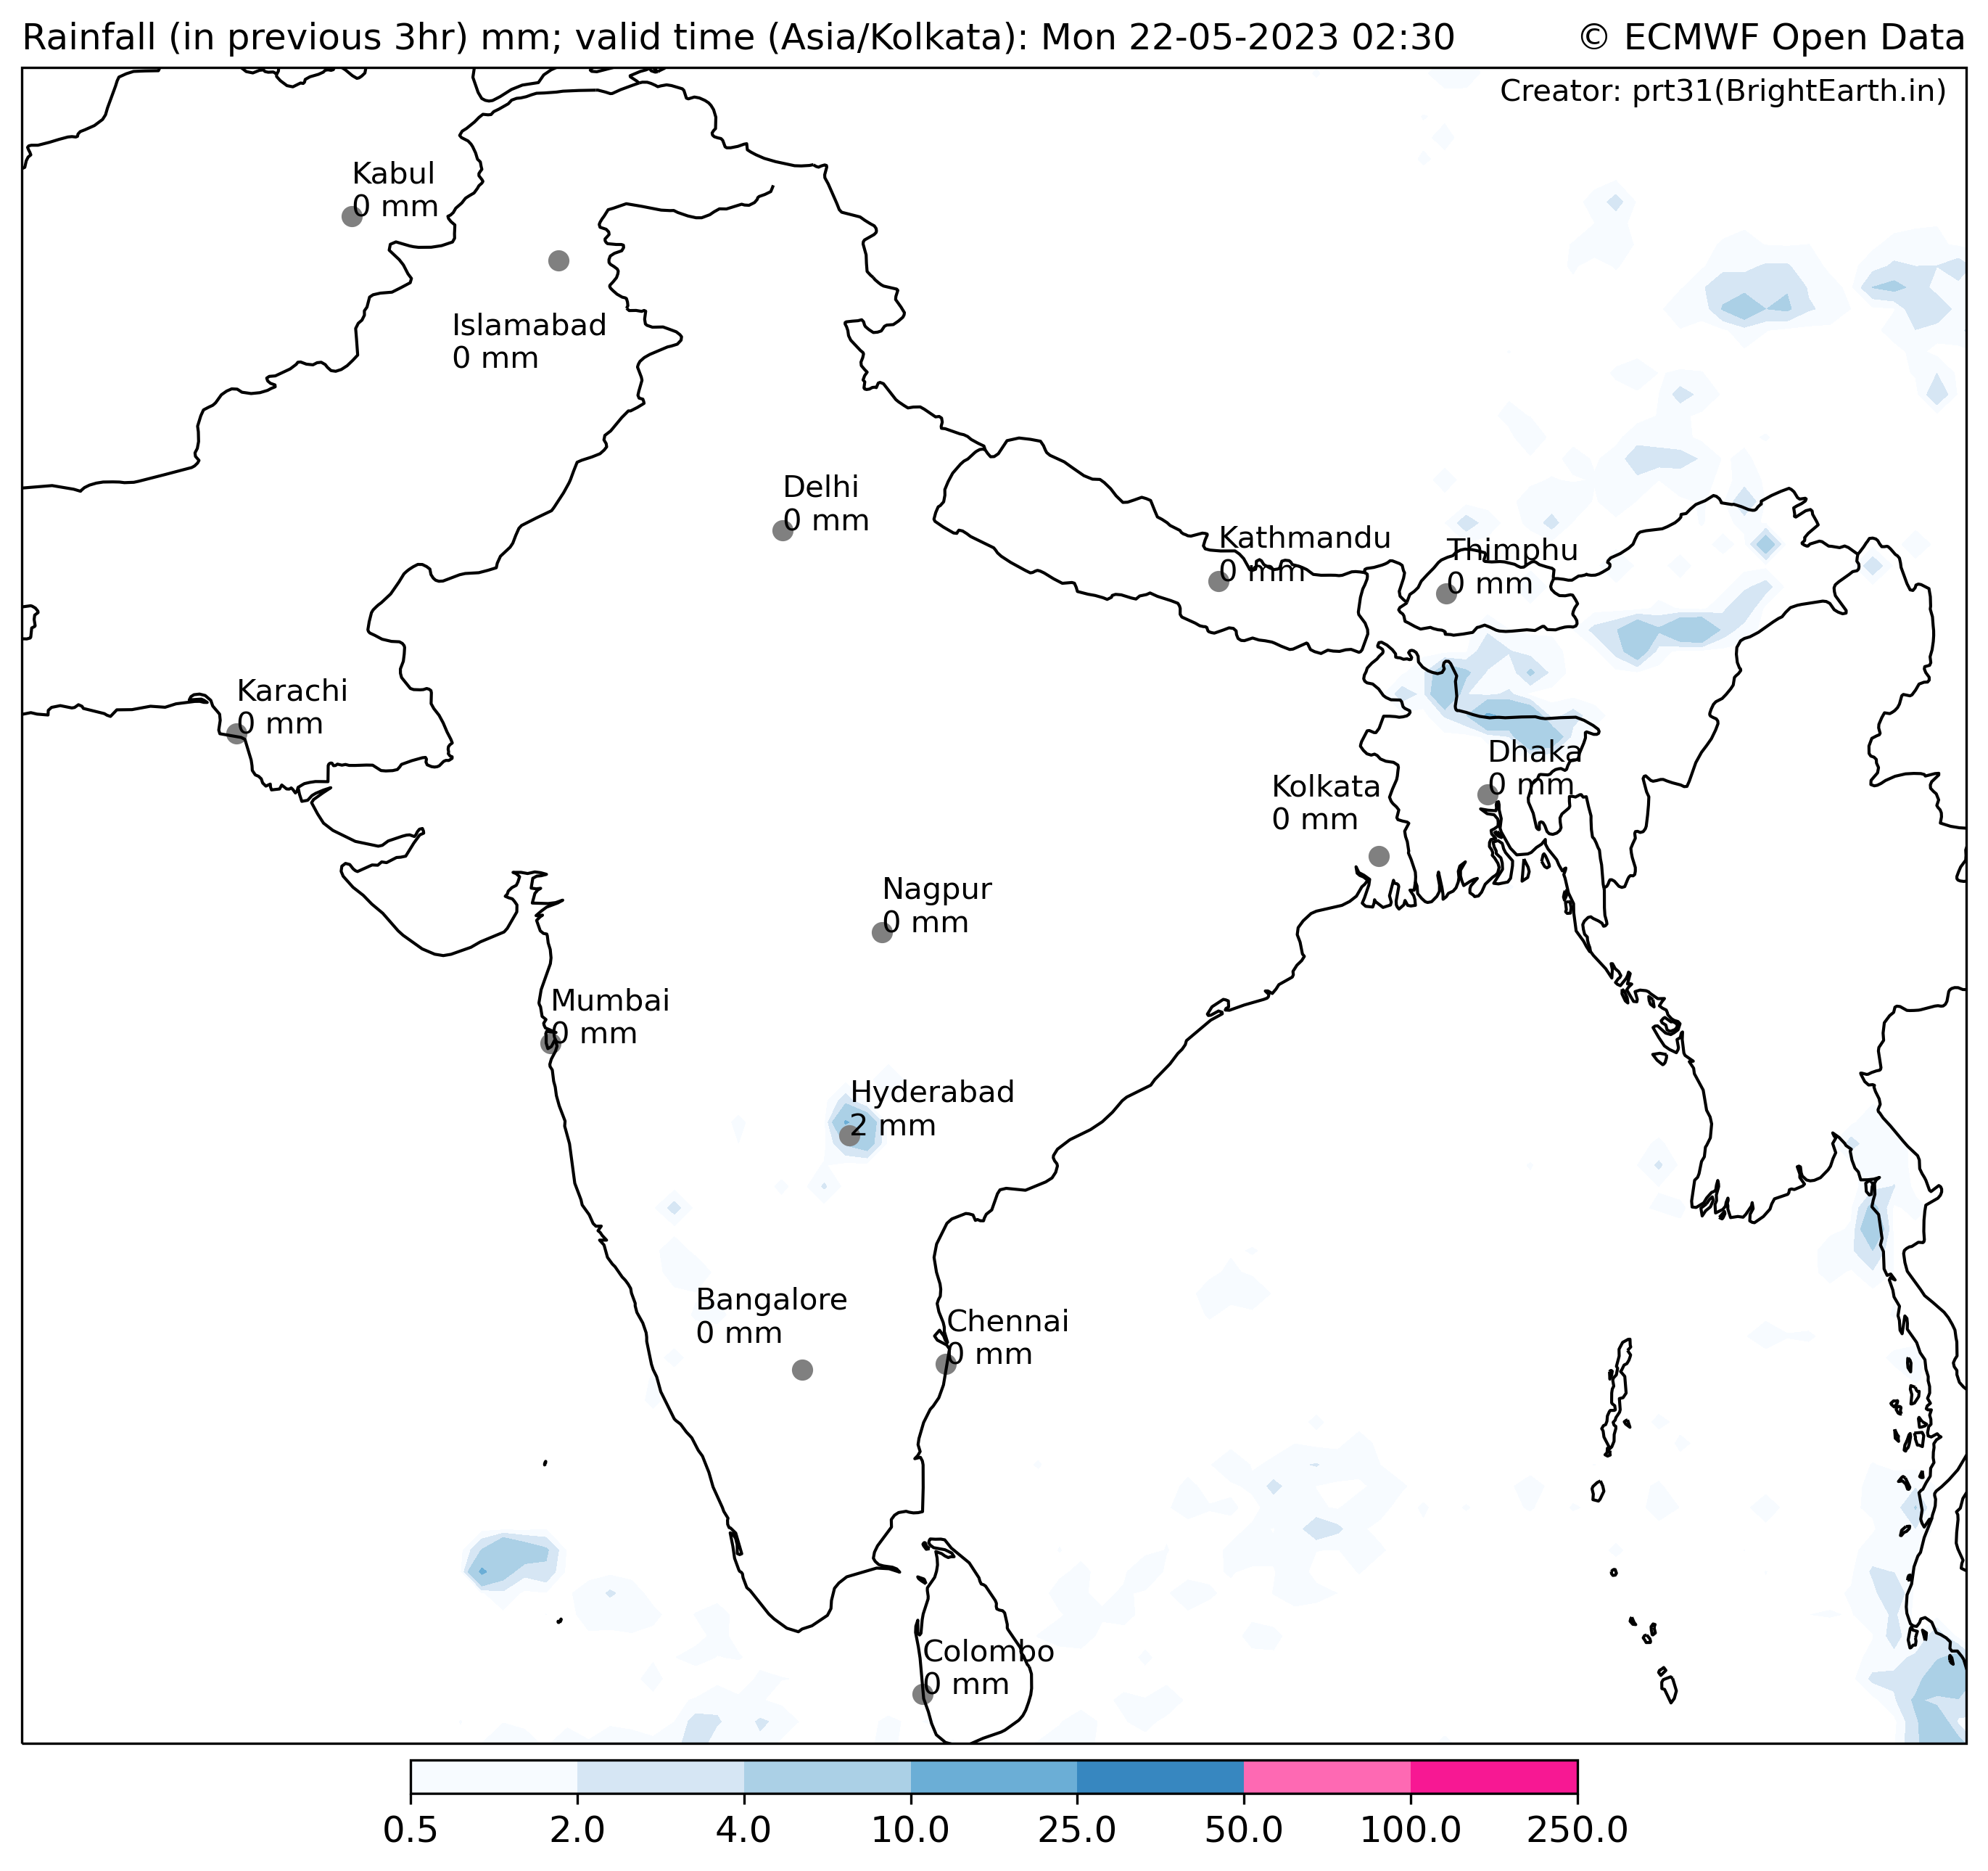 Rainfall (in previous 3hr) mm; valid time (Asia/Kolkata): Mon 22-05-2023 02:30
© ECMWF Open Data
Creator: prt31(BrightEarth.in)
Kabul
0 mm
Islamabad
0 mm
Delhi
0 mm
Kathmandu
0 mm
Thimphu
0 mm
Karachi
0 mm
Dhaka
0 mm
Kolkata
0 mm
Nagpur
0 mm
Mumbai
0 mm
Hyderabad
2 mm
Bangalore
0 mm
Chennai
0 mm
Colombo
0 mm
0.5 2.0 4.0 10.0 25.0 50.0 100.0 250.0